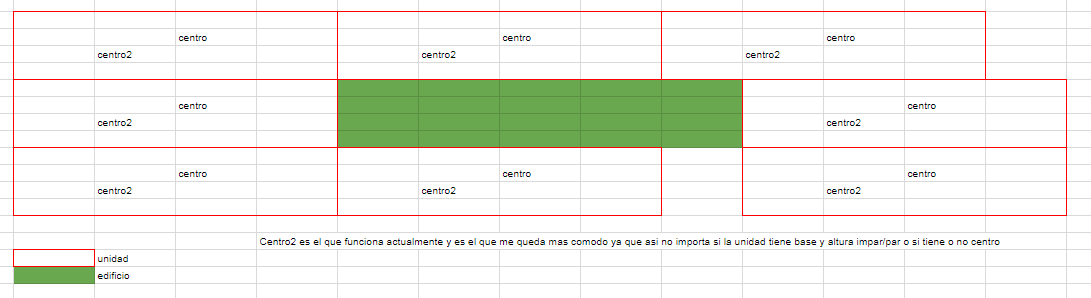 centro centro centro
centro2 centro2 centro2
centro centro
centro2 centro2
centro centro
centro2 centro2 centro2
Centro2 es el que funciona actualmente y es el que me queda mas comodo ya que asi no importa si la unidad tiene base y altura impar/par o si tiene o no centro
unidad
edificio